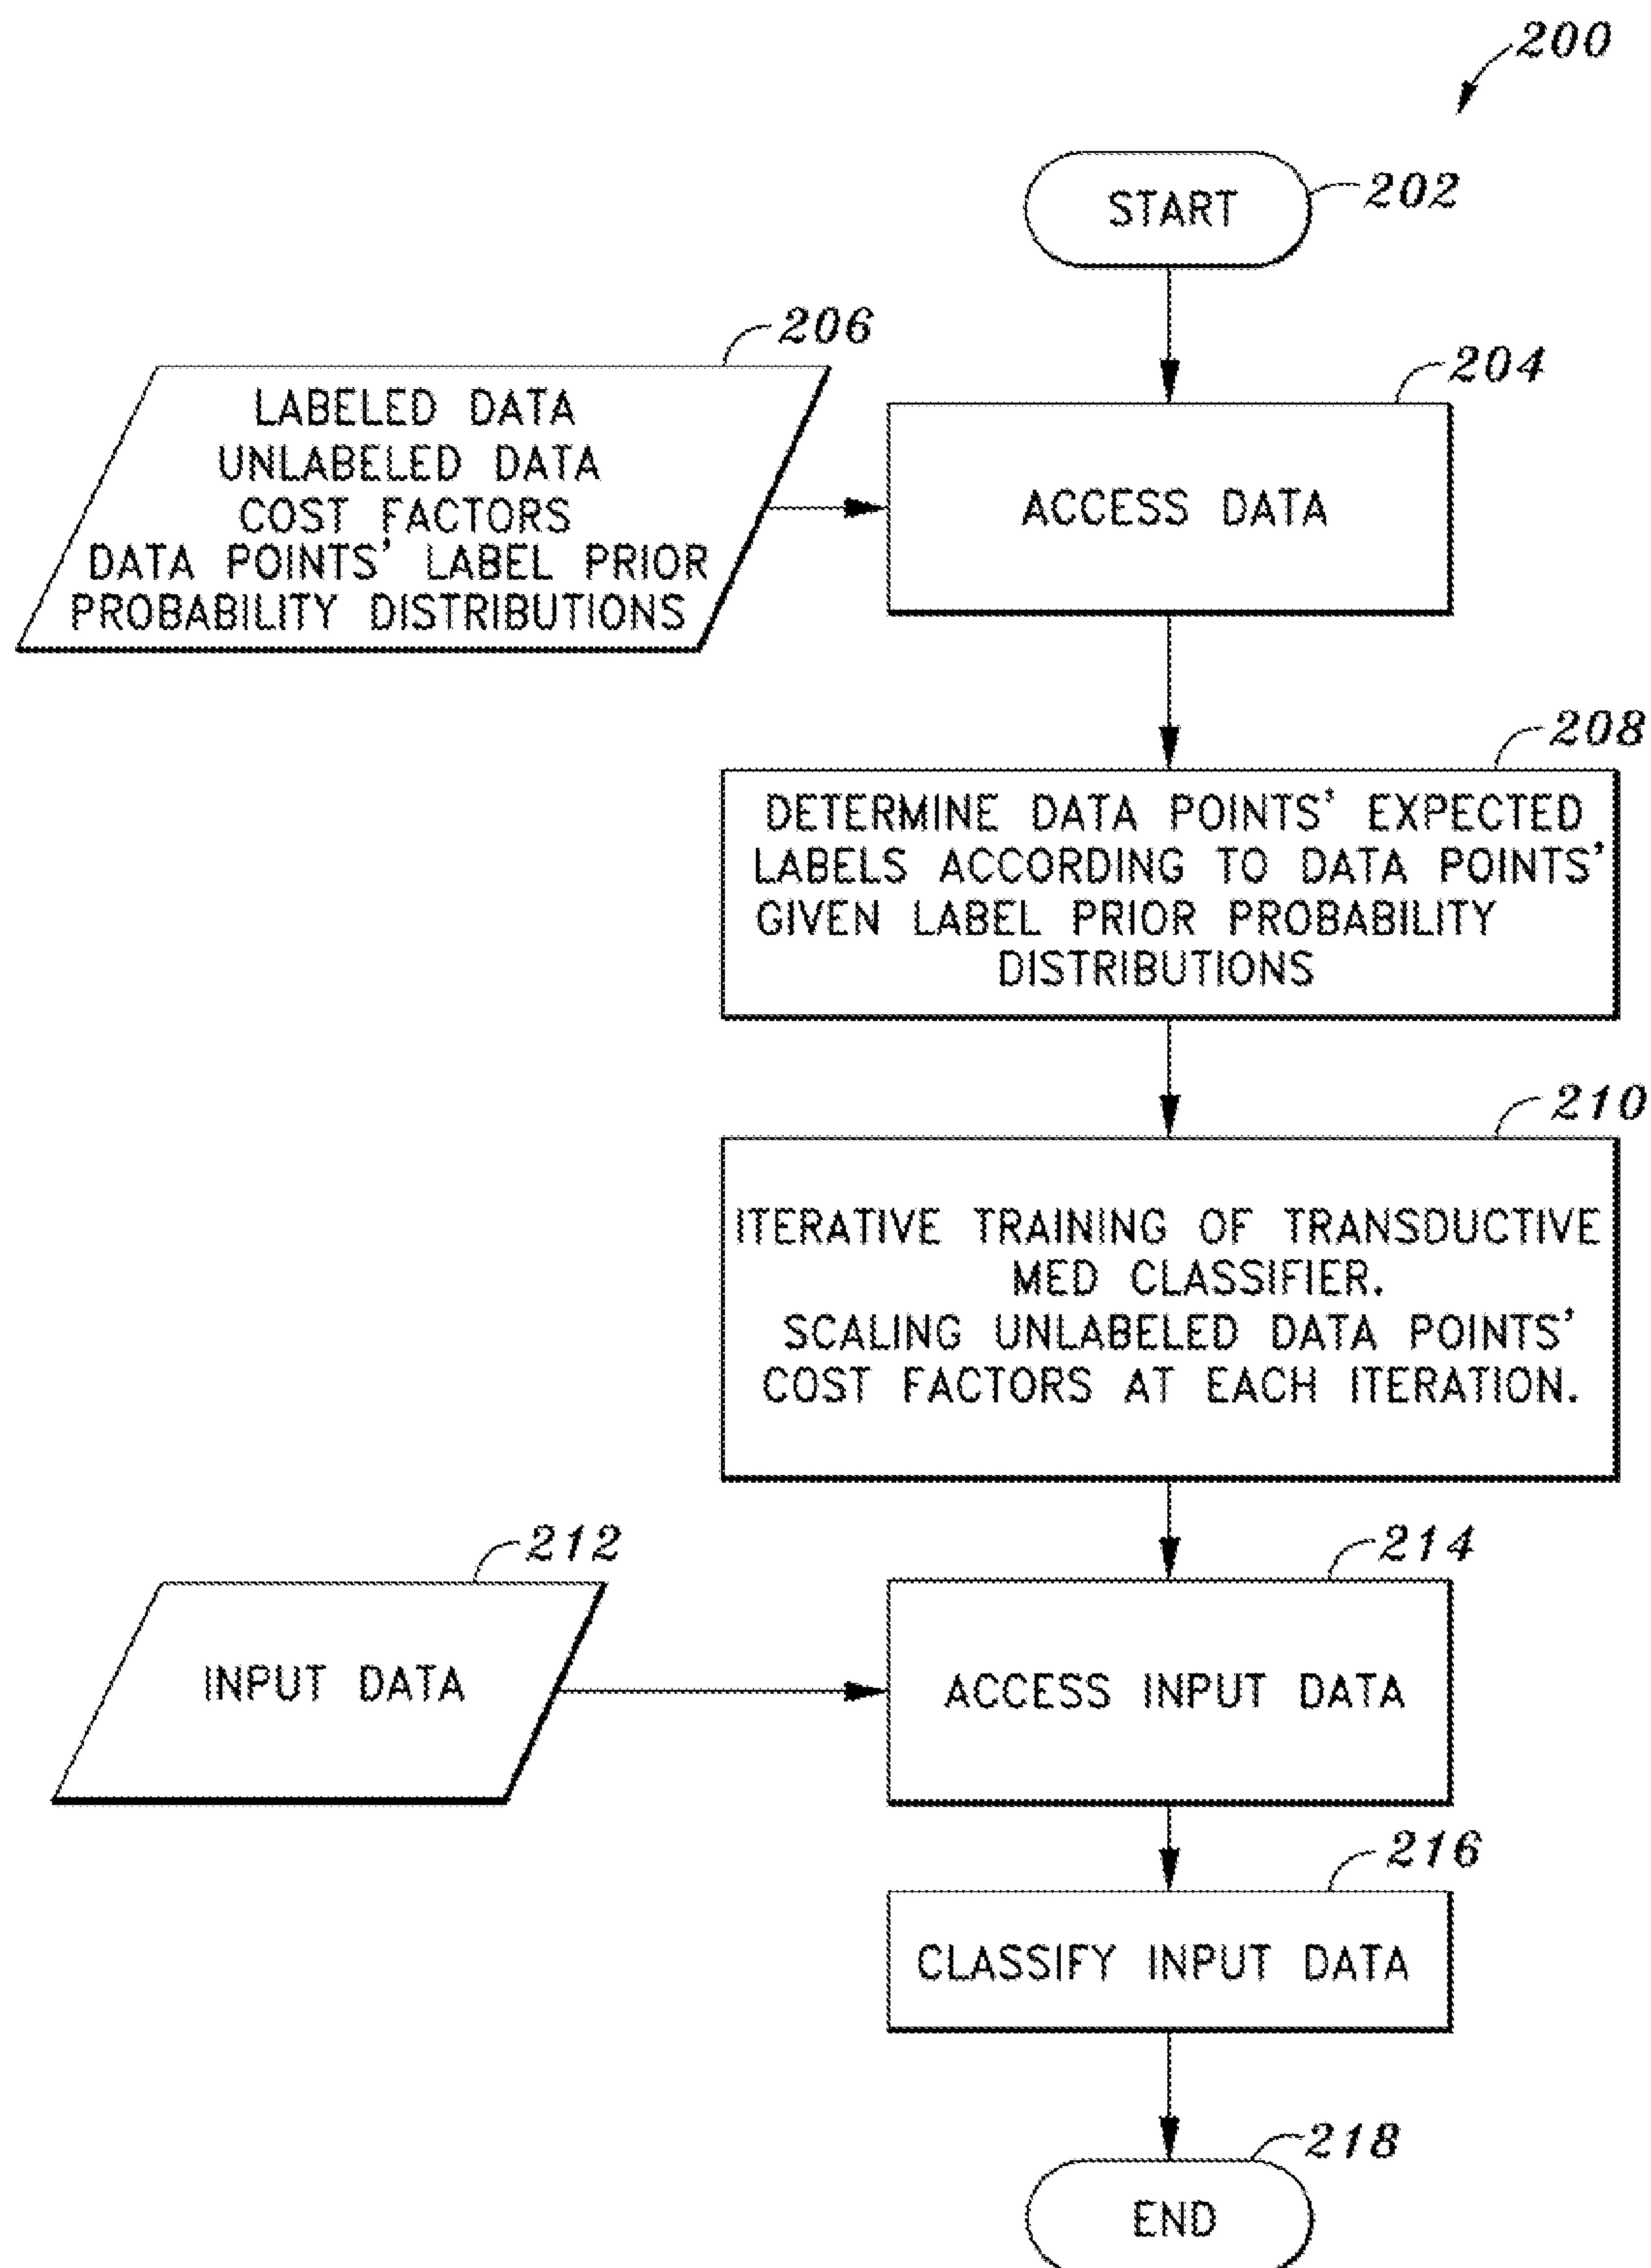 200
START
202
206
LABELED DATA
UNLABELED DATA
COST FACTORS
DATA POINTS' LABEL PRIOR
PROBABILITY DISTRIBUTIONS
204
ACCESS DATA
208
DETERMINE DATA POINTS' EXPECTED
LABELS ACCORDING TO DATA POINTS'
GIVEN LABEL PRIOR PROBABILITY
DISTRIBUTIONS
210
ITERATIVE TRAINING OF TRANSDUCTIVE
MED CLASSIFIER.
SCALING UNLABELED DATA POINTS'
COST FACTORS AT EACH ITERATION.
212
INPUT DATA
214
ACCESS INPUT DATA
216
CLASSIFY INPUT DATA
218
END